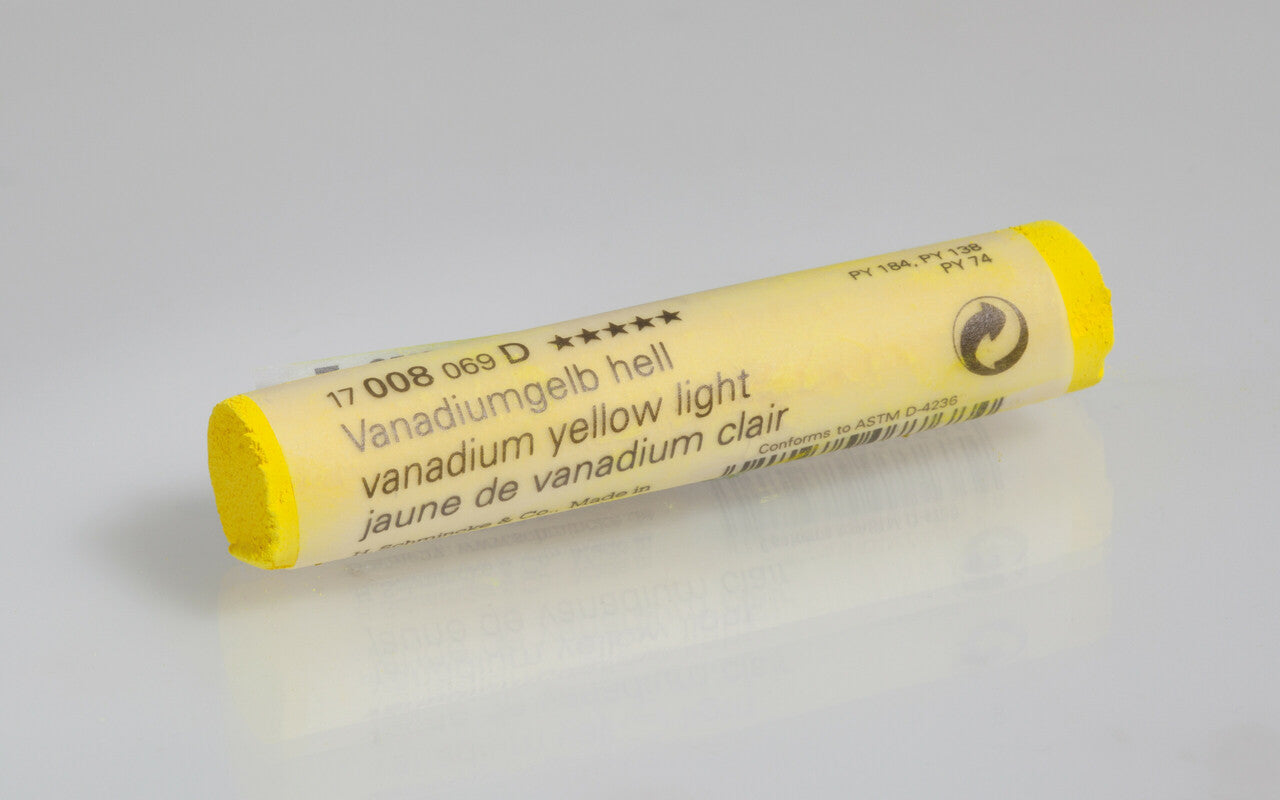 17 008 069 D ★★★★★
Vanadiumgelb hell
vanadium yellow light
jaune de vanadium clair
H. Schmincke & Co., Made in
PY 184, PY 138
PY 74
Conforms to ASTM D-4236